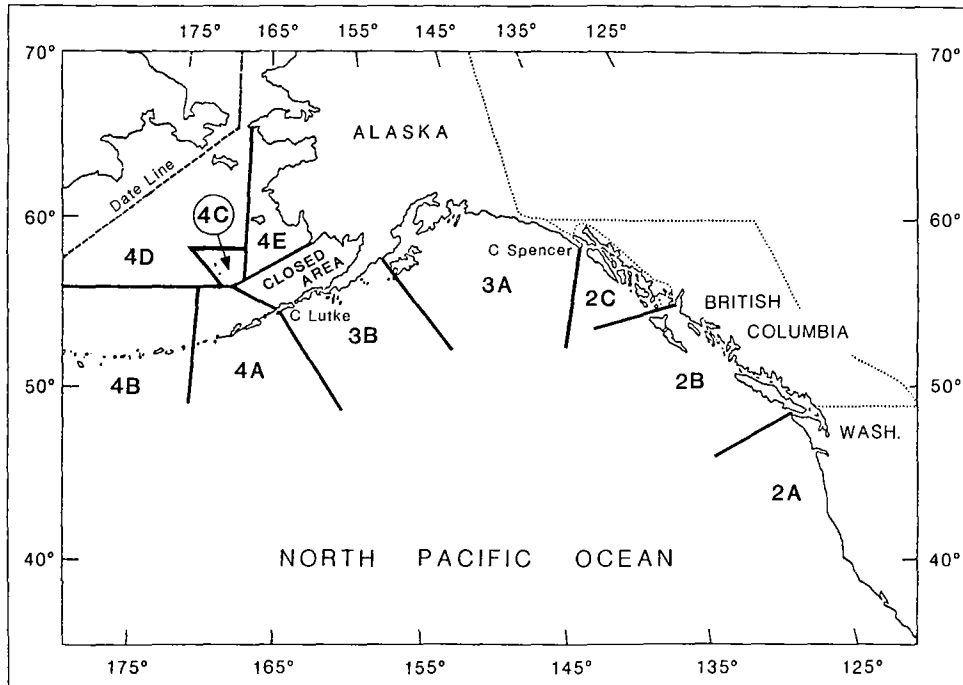 175° 165° 155° 145° 135° 125°
70° 70°
ALASKA
Date Line
60° 4C 60°
4D 4E C Spencer
CLOSED
AREA 3A
2C BRITISH
C Lutke COLUMBIA
3B
4A 2B
4B
50° 50°
WASH.
2A
40° NORTH PACIFIC OCEAN 40°
175° 165° 155° 145° 135° 125°